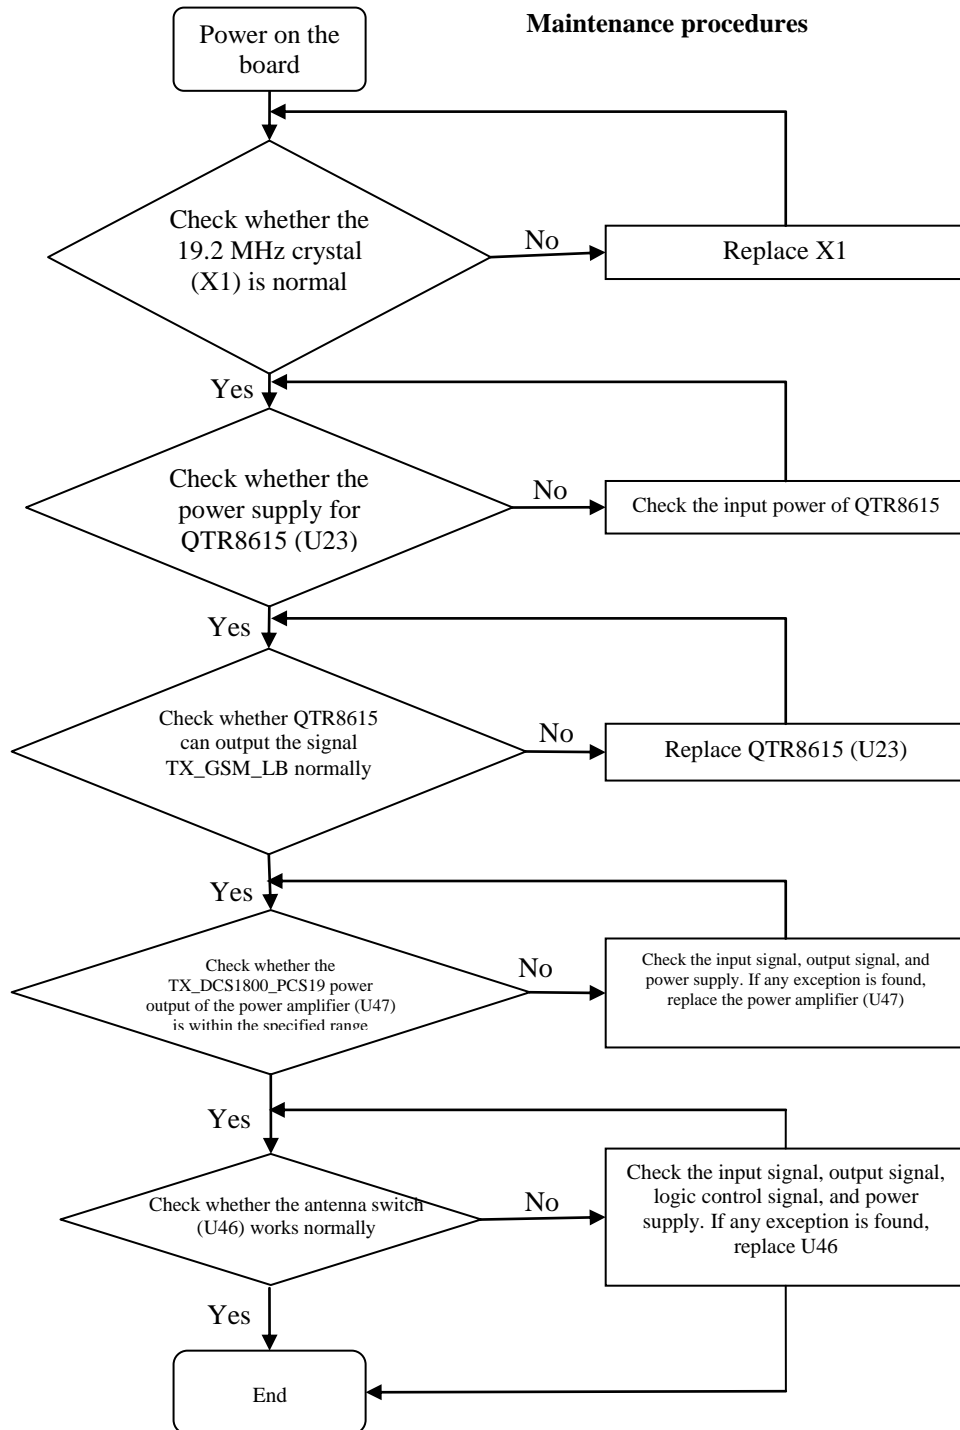 Maintenance procedures
Power on the
board
Check whether the
19.2 MHz crystal
(X1) is normal
No
Replace X1
Yes
Check whether the
power supply for
QTR8615 (U23)
No
Check the input power of QTR8615
Yes
Check whether QTR8615
can output the signal
TX_GSM_LB normally
No
Replace QTR8615 (U23)
Yes
Check whether the
TX_DCS1800_PCS19 power
output of the power amplifier (U47)
is within the specified range
No
Check the input signal, output signal, and
power supply. If any exception is found,
replace the power amplifier (U47)
Yes
Check whether the antenna switch
(U46) works normally
No
Check the input signal, output signal,
logic control signal, and power
supply. If any exception is found,
replace U46
Yes
End